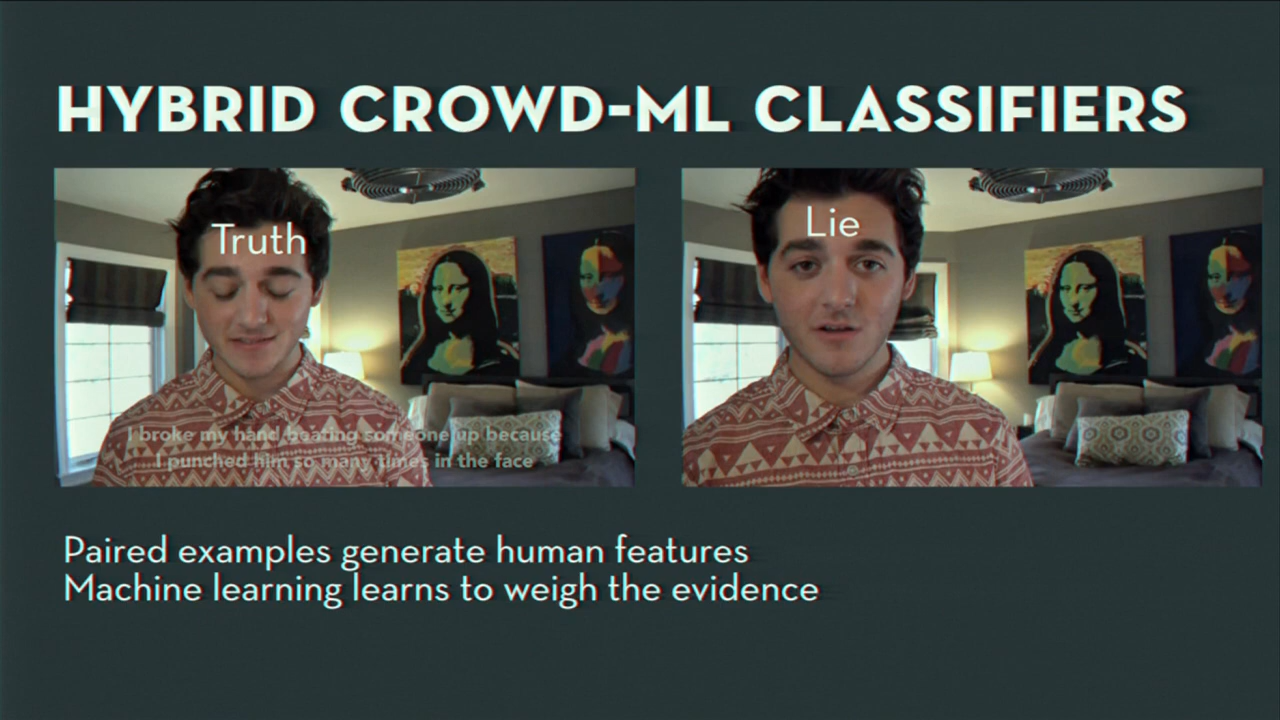 HYBRID CROWD-ML CLASSIFIERS
Truth
Lie
I broke my hand beating someone up because
I punched him so many times in the face
Paired examples generate human features
Machine learning learns to weigh the evidence